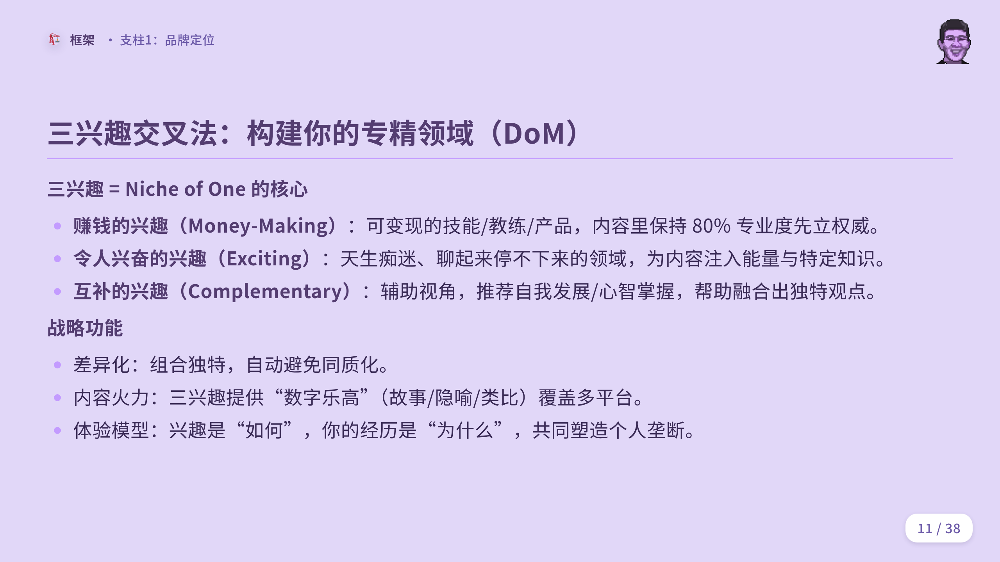 框架 • 支柱1：品牌定位
三兴趣交叉法：构建你的专精领域（DoM）
三兴趣 = Niche of One 的核心
赚钱的兴趣（Money-Making）：可变现的技能/教练/产品，内容里保持 80% 专业度先立权威。
令人兴奋的兴趣（Exciting）：天生痴迷、聊起来停不下来的领域，为内容注入能量与特定知识。
互补的兴趣（Complementary）：辅助视角，推荐自我发展/心智掌握，帮助融合出独特观点。
战略功能
差异化：组合独特，自动避免同质化。
内容火力：三兴趣提供“数字乐高”（故事/隐喻/类比）覆盖多平台。
体验模型：兴趣是“如何”，你的经历是“为什么”，共同塑造个人垄断。
11 / 38